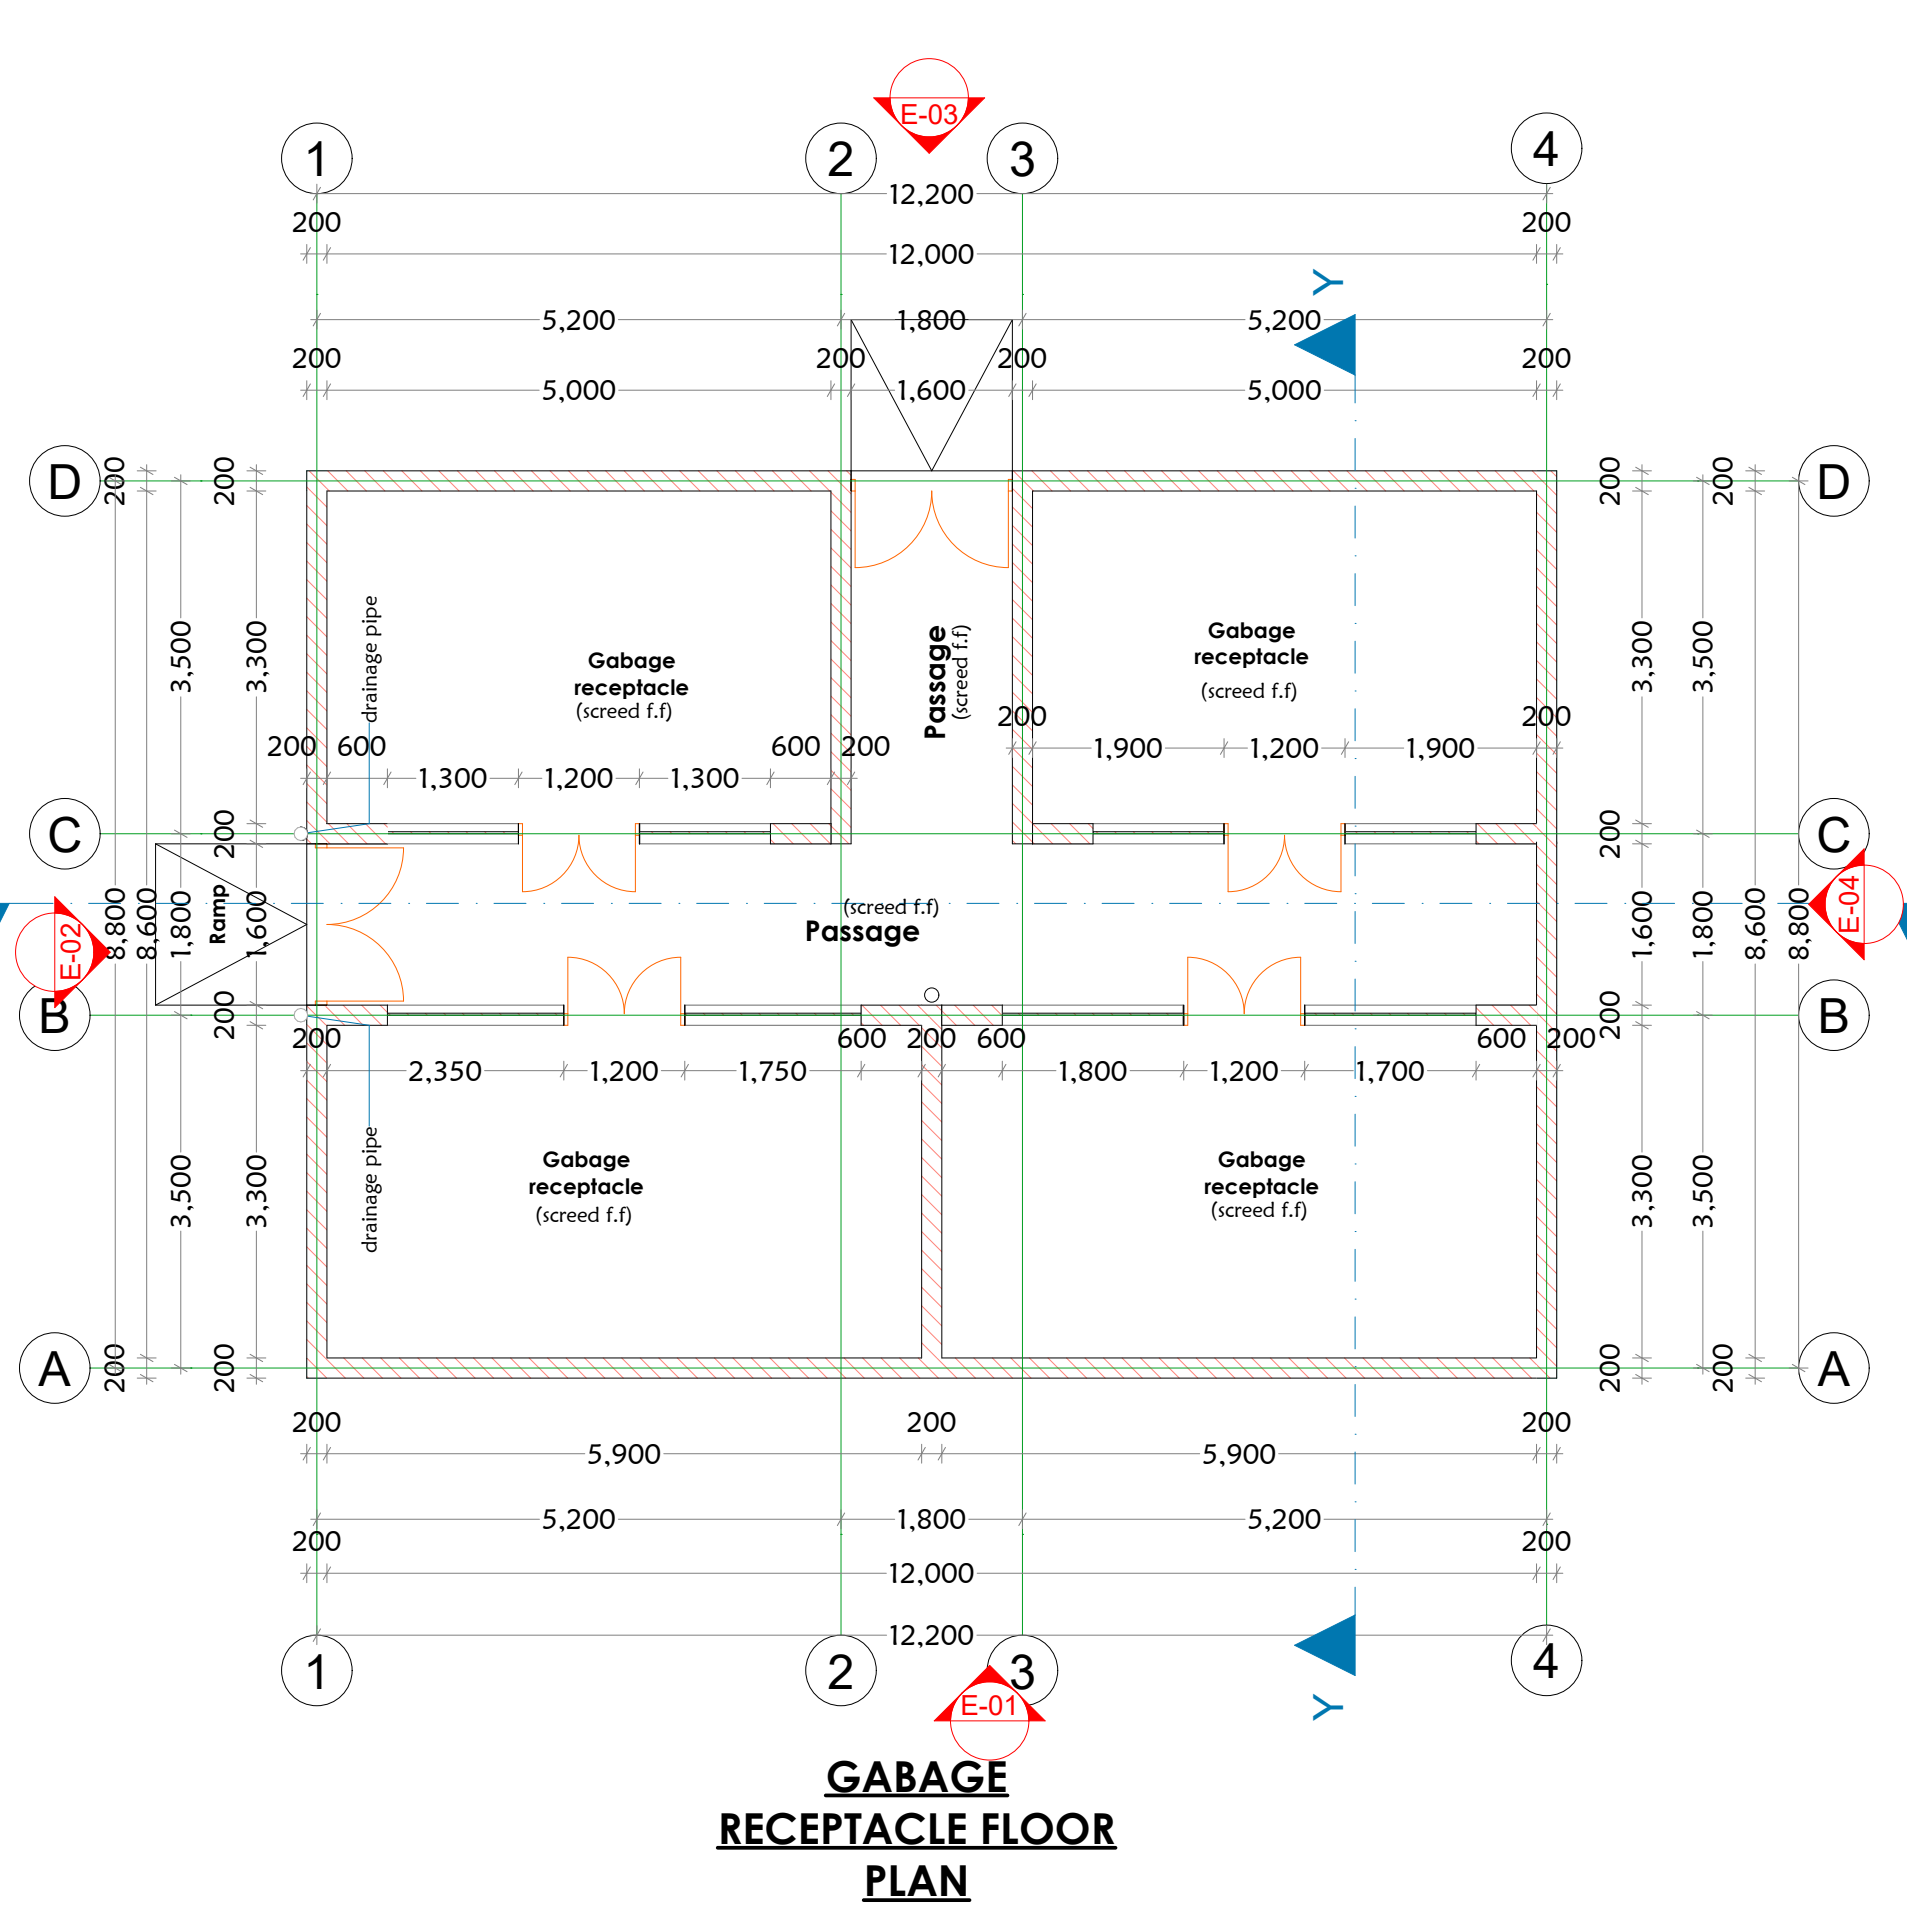 E-03
1
2
3
4
12,200
200
200
12,000
Y
5,200
1,800
5,200
200
200
200
200
5,000
1,600
5,000
D
200
200
200
200
D
3,500
3,300
drainage pipe
Gabage
receptacle
(screed f.f)
Passage
(screed f.f)
Gabage
receptacle
(screed f.f)
3,300
3,500
200
200
200
600
600
200
1,900
1,200
1,900
1,300
1,200
1,300
C
200
200
C
8,800
8,600
1,800
Ramp
1,600
(screed f.f)
Passage
1,600
1,800
8,600
8,800
E-02
E-04
B
200
200
B
200
600
200
600
600
200
2,350
1,200
1,750
1,800
1,200
1,700
3,500
3,300
drainage pipe
Gabage
receptacle
(screed f.f)
Gabage
receptacle
(screed f.f)
3,300
3,500
A
200
200
200
200
A
200
200
200
5,900
5,900
5,200
1,800
5,200
200
200
12,000
12,200
1
2
3
4
E-01
Y
GABAGE
RECEPTACLE FLOOR
PLAN